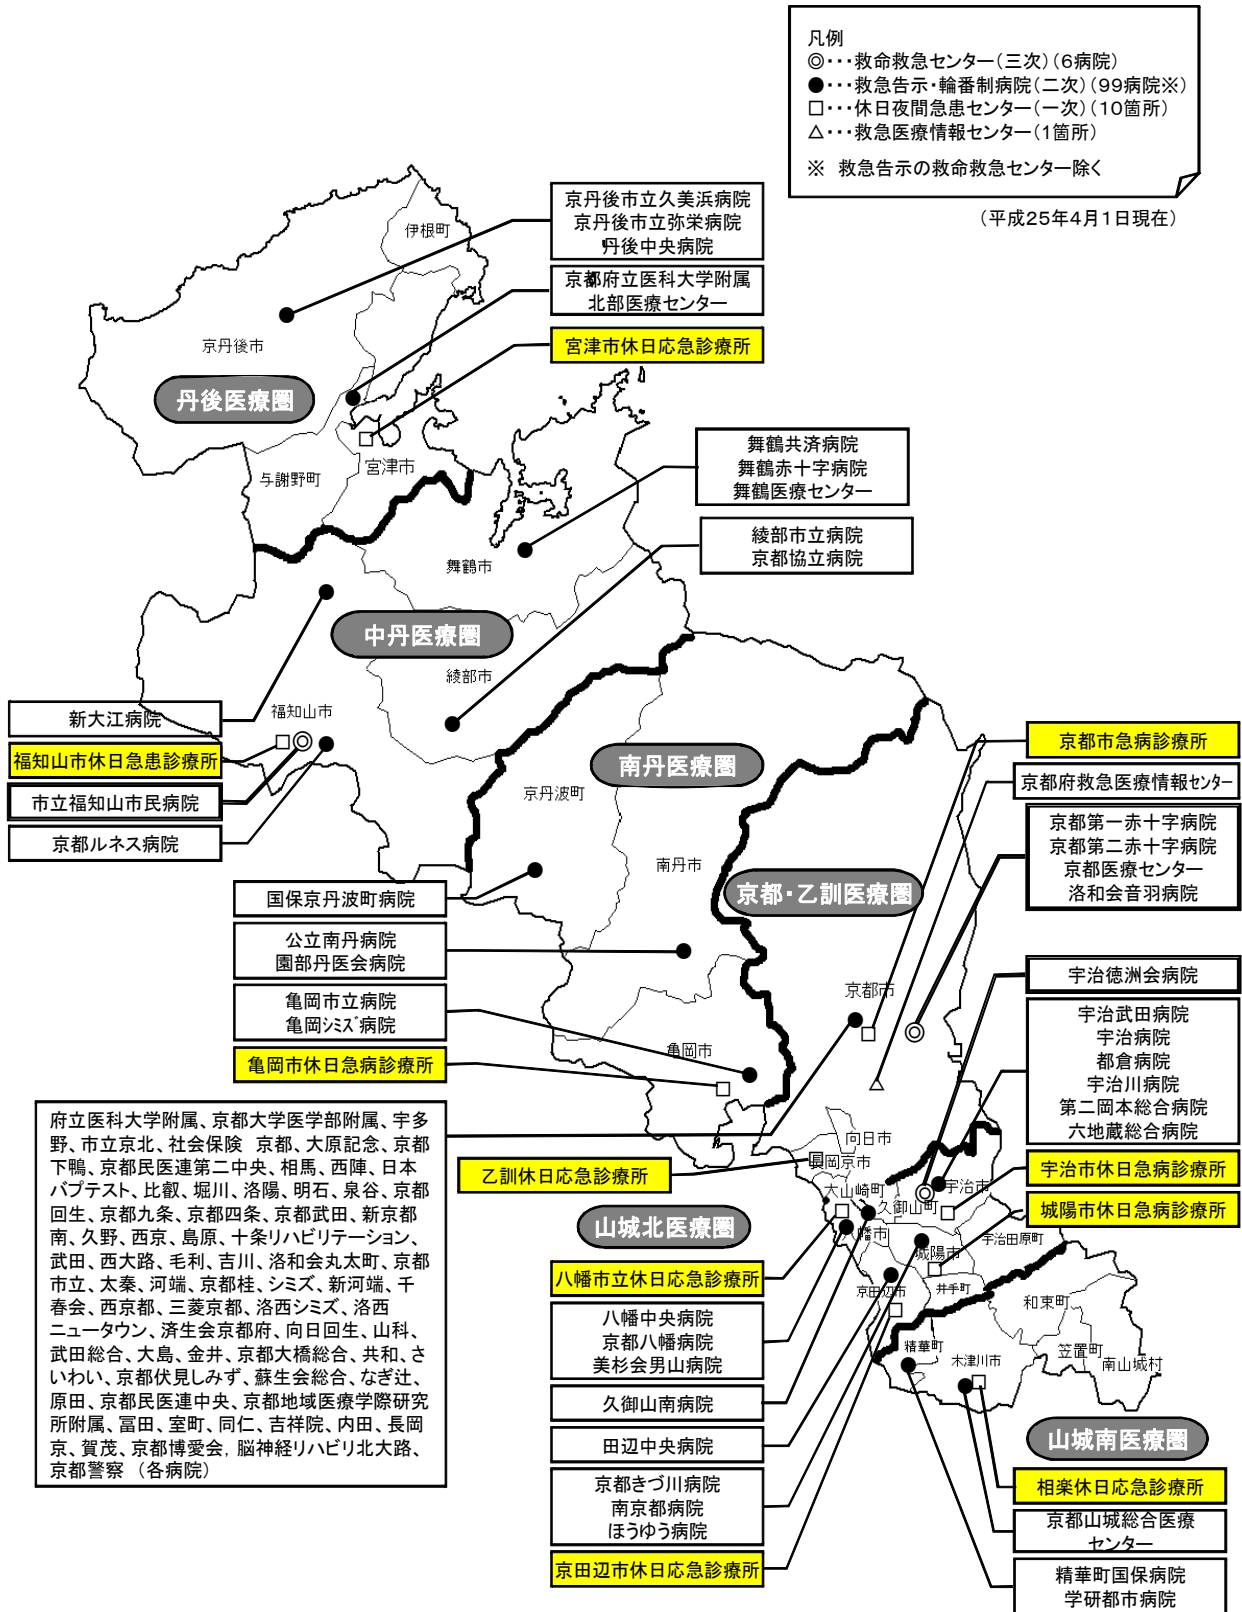 凡例
◎・・・救命救急センター(三次)(6病院)
●・・・救急告示・輪番制病院(二次)(99病院※)
□・・・休日夜間急患センター(一次)(10箇所)
△・・・救急医療情報センター(1箇所)
※ 救急告示の救命救急センター除く
(平成25年4月1日現在)
京丹後市立久美浜病院
京丹後市立弥栄病院
丹後中央病院
伊根町
京都府立医科大学附属
北部医療センター
京丹後市
宮津市休日応急診療所
丹後医療圏
宮津市
与謝野町
舞鶴共済病院
舞鶴赤十字病院
舞鶴医療センター
綾部市立病院
京都協立病院
舞鶴市
中丹医療圏
綾部市
福知山市
新大江病院
福知山市休日急患診療所
市立福知山市民病院
京都ルネス病院
南丹医療圏
京丹波町
南丹市
京都市急病診療所
京都府救急医療情報センター
京都第一赤十字病院
京都第二赤十字病院
京都医療センター
洛和会音羽病院
京都・乙訓医療圏
国保京丹波町病院
公立南丹病院
園部丹医会病院
亀岡市立病院
亀岡シミズ病院
亀岡市休日急病診療所
亀岡市
京都市
宇治徳洲会病院
宇治武田病院
宇治病院
都倉病院
宇治川病院
第二岡本総合病院
六地蔵総合病院
宇治市休日急病診療所
城陽市休日急病診療所
府立医科大学附属、京都大学医学部附属、宇多
野、市立京北、社会保険 京都、大原記念、京都
下鴨、京都民医連第二中央、相馬、西陣、日本
バプテスト、比叡、堀川、洛陽、明石、泉谷、京都
回生、京都九条、京都四条、京都武田、新京都
南、久野、西京、島原、十条リハビリテーション、
武田、西大路、毛利、吉川、洛和会丸太町、京都
市立、太秦、河端、京都桂、シミズ、新河端、千
春会、西京都、三菱京都、洛西シミズ、洛西
ニュータウン、済生会京都府、向日回生、山科、
武田総合、大島、金井、京都大橋総合、共和、さ
いわい、京都伏見しみず、蘇生会総合、なぎ辻、
原田、京都民医連中央、京都地域医療学際研究
所附属、冨田、室町、同仁、吉祥院、内田、長岡
京、賀茂、京都博愛会,脳神経リハビリ北大路、
京都警察 (各病院)
向日市
長岡京市
乙訓休日応急診療所
大山崎町
宇治市
久御山町
山城北医療圏
八幡市
城陽市
宇治田原町
八幡市立休日応急診療所
京田辺市
井手町
和束町
八幡中央病院
京都八幡病院
美杉会男山病院
精華町
木津川市
笠置町
南山城村
久御山南病院
田辺中央病院
山城南医療圏
京都きづ川病院
南京都病院
ほうゆう病院
京田辺市休日応急診療所
相楽休日応急診療所
京都山城総合医療
センター
精華町国保病院
学研都市病院